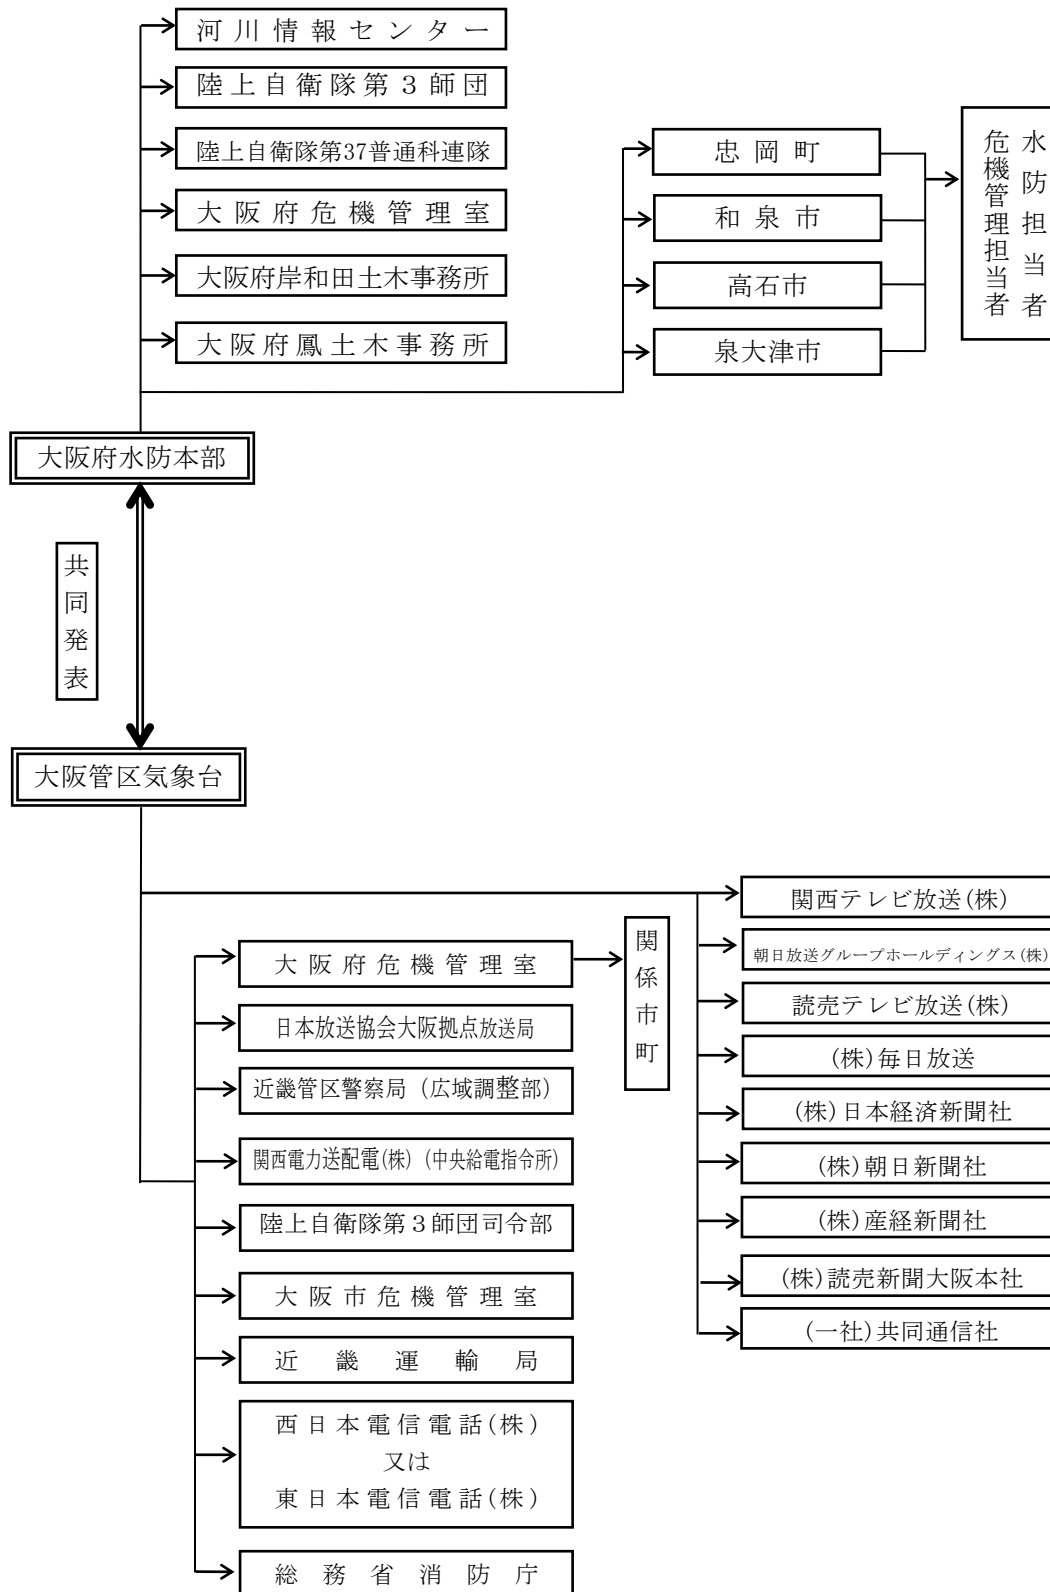 河川情報センター
陸上自衛隊第３師団
陸上自衛隊第37普通科連隊
大阪府危機管理室
大阪府岸和田土木事務所
大阪府鳳土木事務所
忠岡町
和泉市
高石市
泉大津市
水防担当者
危機管理担当者
大阪府水防本部
共同発表
大阪管区気象台
大阪府危機管理室
日本放送協会大阪拠点放送局
近畿管区警察局（広域調整部）
関西電力送配電(株)（中央給電指令所）
陸上自衛隊第３師団司令部
大阪市危機管理室
近畿運輸局
西日本電信電話(株)
又は
東日本電信電話(株)
総務省消防庁
関係市町
関西テレビ放送(株)
朝日放送グループホールディングス(株)
読売テレビ放送(株)
(株)毎日放送
(株)日本経済新聞社
(株)朝日新聞社
(株)産経新聞社
(株)読売新聞大阪本社
(一社)共同通信社